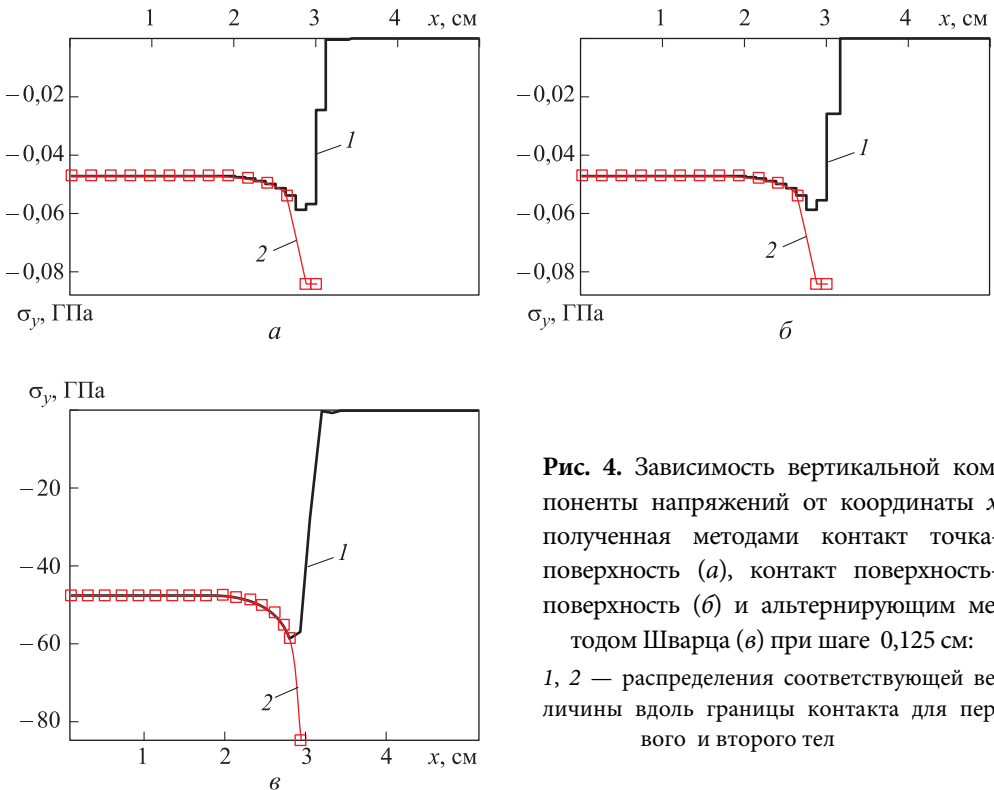 1 2 3 4 x, см
−0,02
−0,04
−0,06
−0,08
1
2
σy, ГПа
а
1 2 3 4 x, см
−0,02
−0,04
−0,06
−0,08
1
2
σy, ГПа
б
σy, ГПа
−20
−40
−60
−80
1
2
1 2 3 4 x, см
в
Рис. 4. Зависимость вертикальной ком
поненты напряжений от координаты x
полученная методами контакт точка-
поверхность (а), контакт поверхность-
поверхность (б) и альтернирующим ме
тодом Шварца (в) при шаге 0,125 см:
1, 2 — распределения соответствующей ве
личины вдоль границы контакта для пер
вого и второго тел